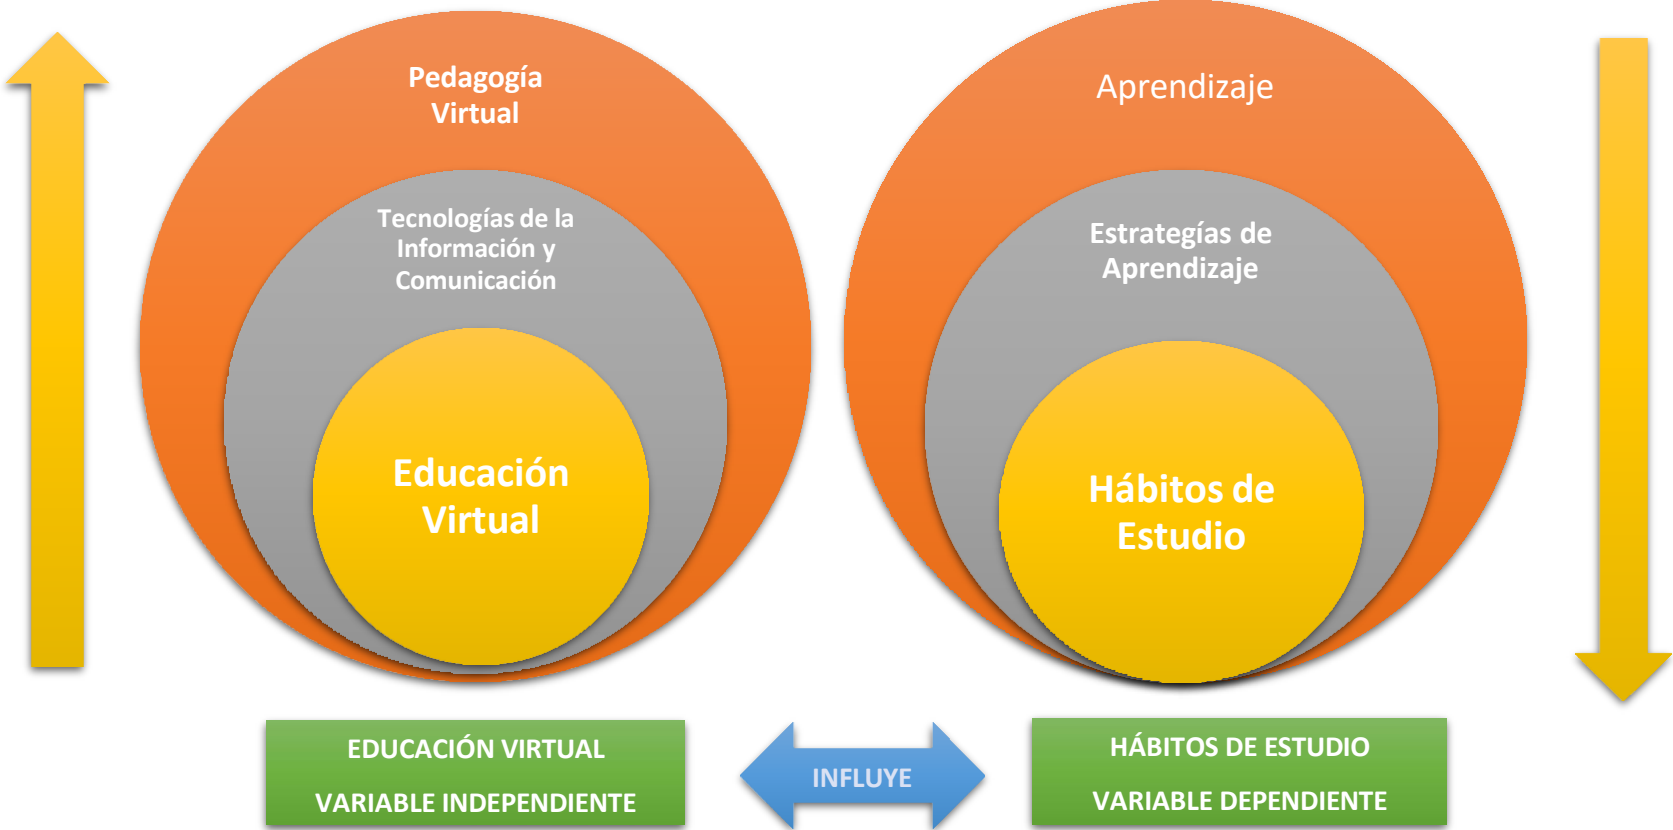 Pedagogía
Virtual
Tecnologías de la
Información y
Comunicación
Educación
Virtual
Aprendizaje
Estrategías de
Aprendizaje
Hábitos de
Estudio
EDUCACIÓN VIRTUAL
VARIABLE INDEPENDIENTE
INFLUYE
HÁBITOS DE ESTUDIO
VARIABLE DEPENDIENTE